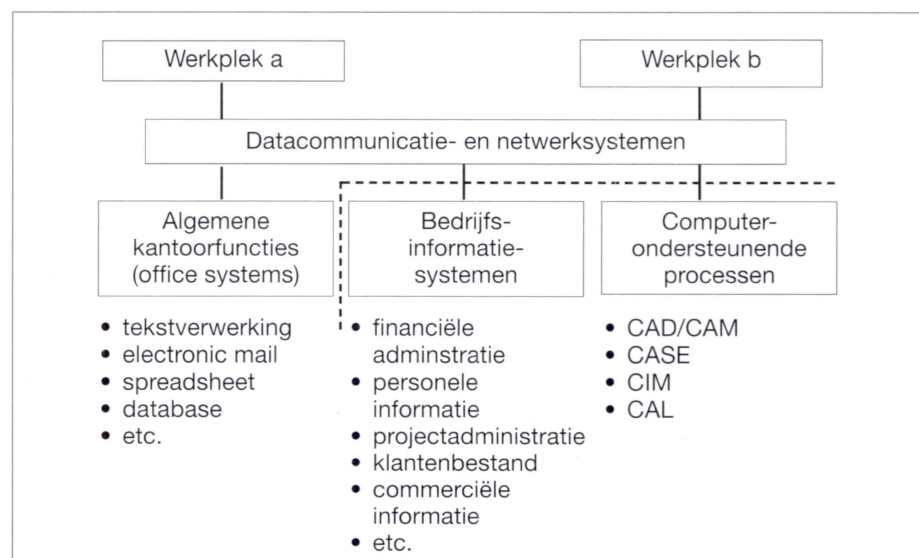 Werkplek a
Werkplek b
Datacommunicatie- en netwerksystemen
Algemene
kantoorfuncties
(office systems)
Bedrijfs-
informatie-
systemen
Computer-
ondersteunende
processen
• tekstverwerking
• electronic mail
• spreadsheet
• database
• etc.
• financiële
adminstratie
• personele
informatie
• projectadministratie
• klantenbestand
• commerciële
informatie
• etc.
• CAD/CAM
• CASE
• CIM
• CAL